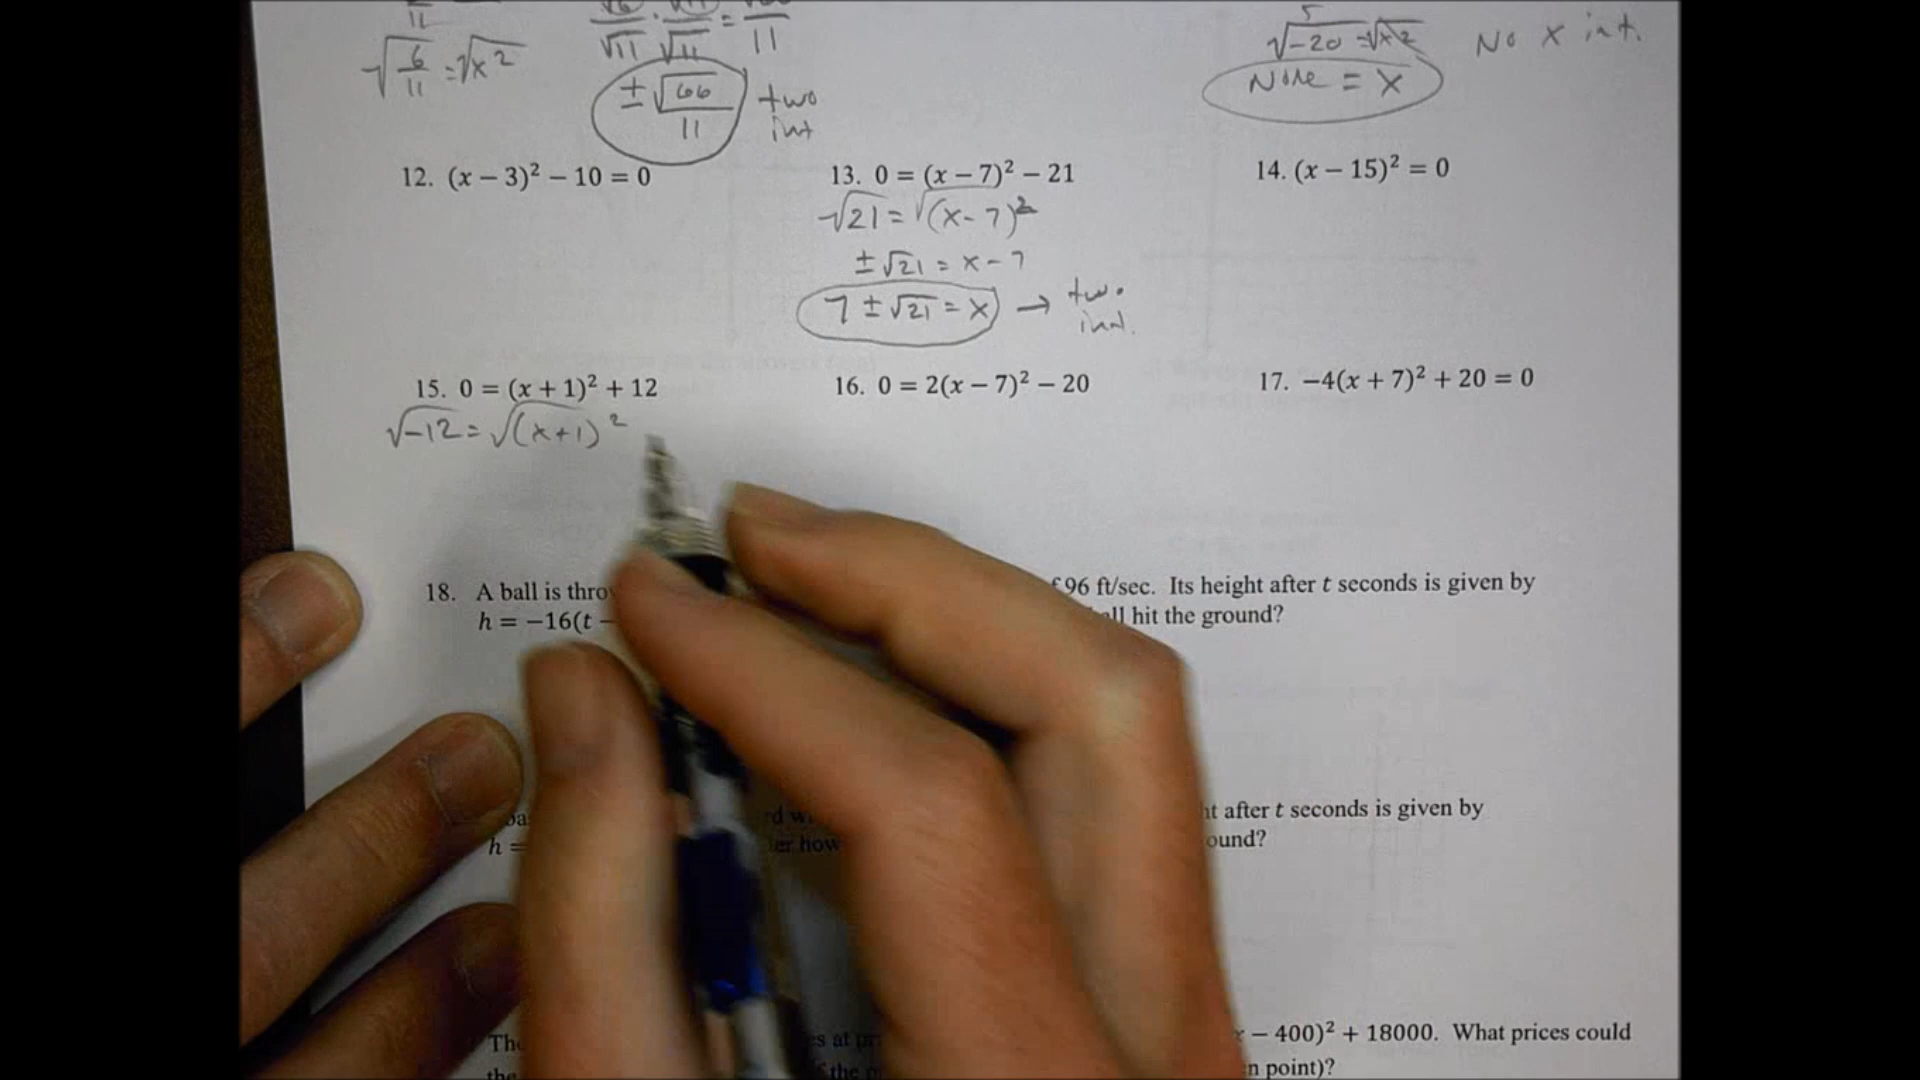 11
√6/√11 · √11/√11 = /11
√-20 = √x²
No x int.
√6/11 = √x²
None = x
± √66/11 two int
12. (x − 3)² − 10 = 0
13. 0 = (x − 7)² − 21
14. (x − 15)² = 0
√21 = √(x-7)²
±√21 = x-7
7 ± √21 = x → two int.
15. 0 = (x + 1)² + 12
16. 0 = 2(x − 7)² − 20
17. −4(x + 7)² + 20 = 0
√-12 = √(x+1)²
18. A ball is 96 ft/sec. Its height after t seconds is given by
h = −16(t − hit the ground?
after t seconds is given by
h = how
− 400)² + 18000. What prices could
the the point)?